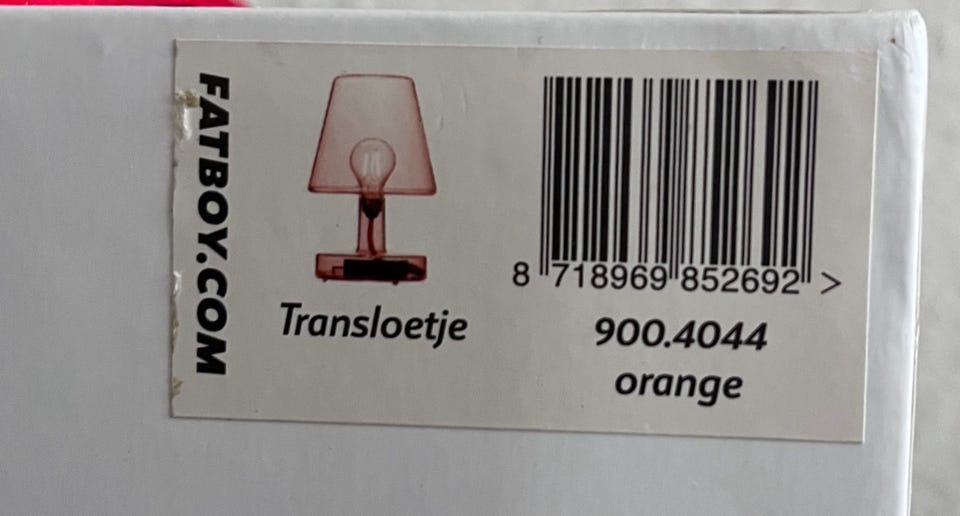 FATBOY.COM
Transloetje
8 718969 852692 >
900.4044
orange